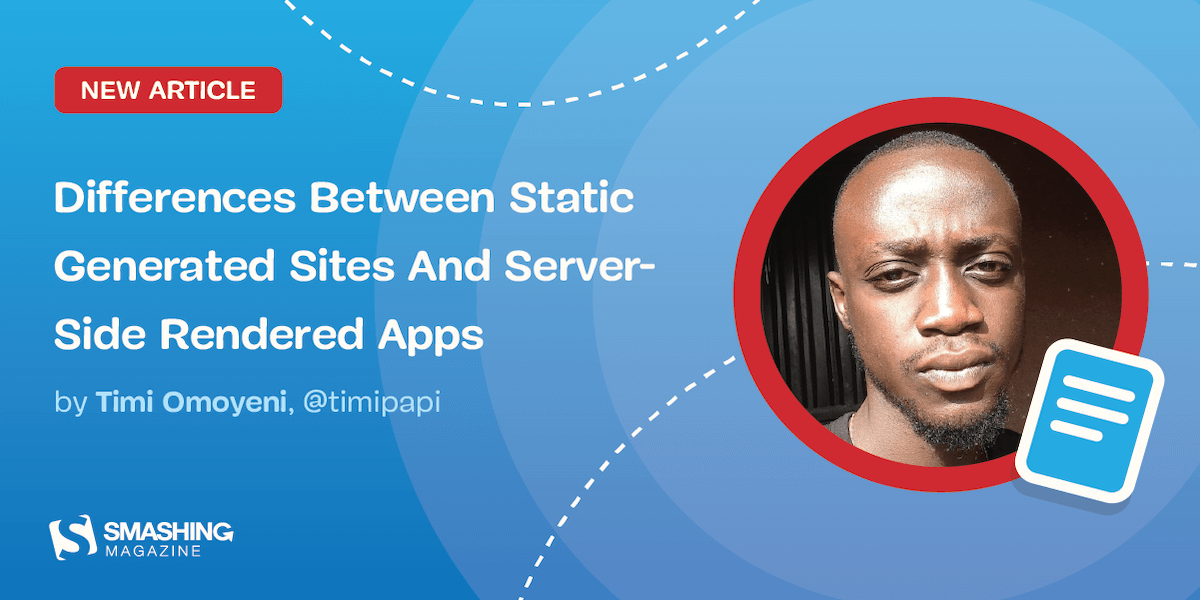 NEW ARTICLE
Differences Between Static
Generated Sites And Server-
Side Rendered Apps
by Timi Omoyeni, @timipapi
SMASHING
MAGAZINE